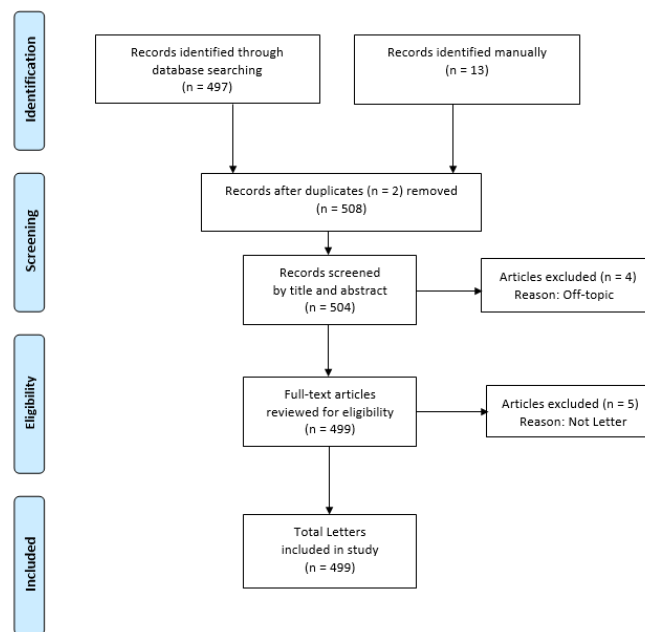 Identification
Records identified through
database searching
(n = 497)
Records identified manually
(n = 13)
Screening
Records after duplicates (n = 2) removed
(n = 508)
Records screened
by title and abstract
(n = 504)
Articles excluded (n = 4)
Reason: Off-topic
Eligibility
Full-text articles
reviewed for eligibility
(n = 499)
Articles excluded (n = 5)
Reason: Not Letter
Included
Total Letters
included in study
(n = 499)